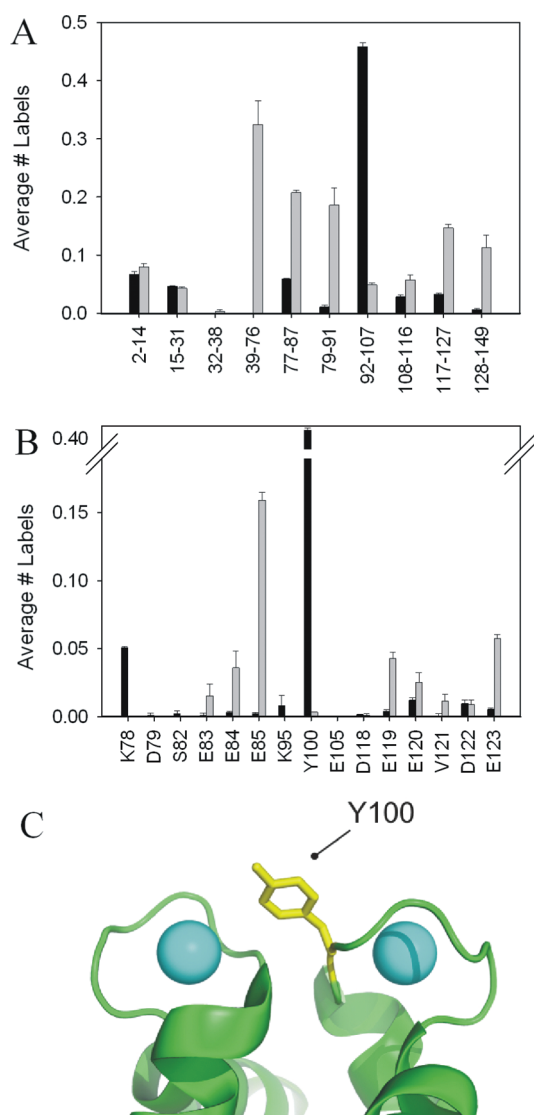 A
Average # Labels
0.5
0.4
0.3
0.2
0.1
0.0
2-14
15-31
32-38
39-76
77-87
79-91
92-107
108-116
117-127
128-149
B
Average # Labels
0.40
0.15
0.10
0.05
0.00
K78
D79
S82
E83
E84
E85
K95
Y100
E105
D118
E119
E120
V121
D122
E123
C
Y100